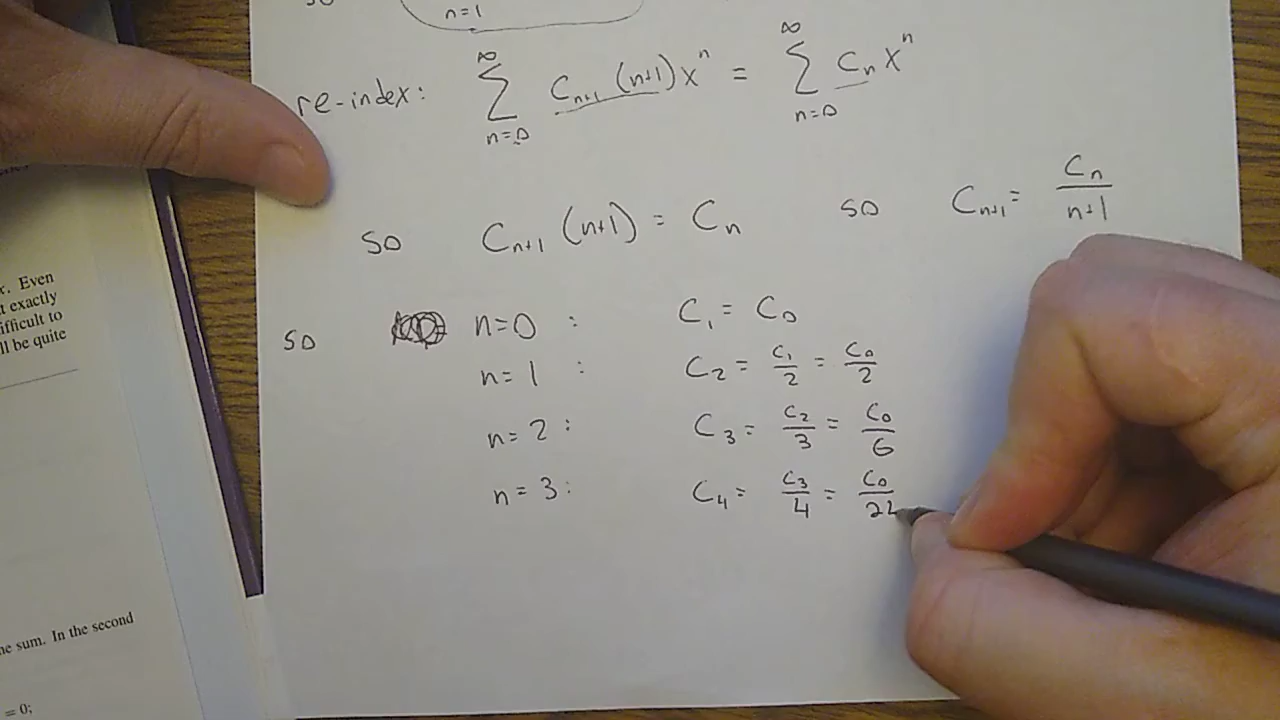 so
n=1
re-index: ∞ Σ n=0 C_{n+1} (n+1) x^n = ∞ Σ n=0 C_n x^n
so C_{n+1} (n+1) = C_n so C_{n+1} = C_n / n+1
so n=0 : C_1 = C_0
n=1 : C_2 = C_1/2 = C_0/2
n=2 : C_3 = C_2/3 = C_0/6
n=3 : C_4 = C_3/4 = C_0/24
x. Even
t exactly
ifficult to
ll be quite
ne sum. In the second
= 0;